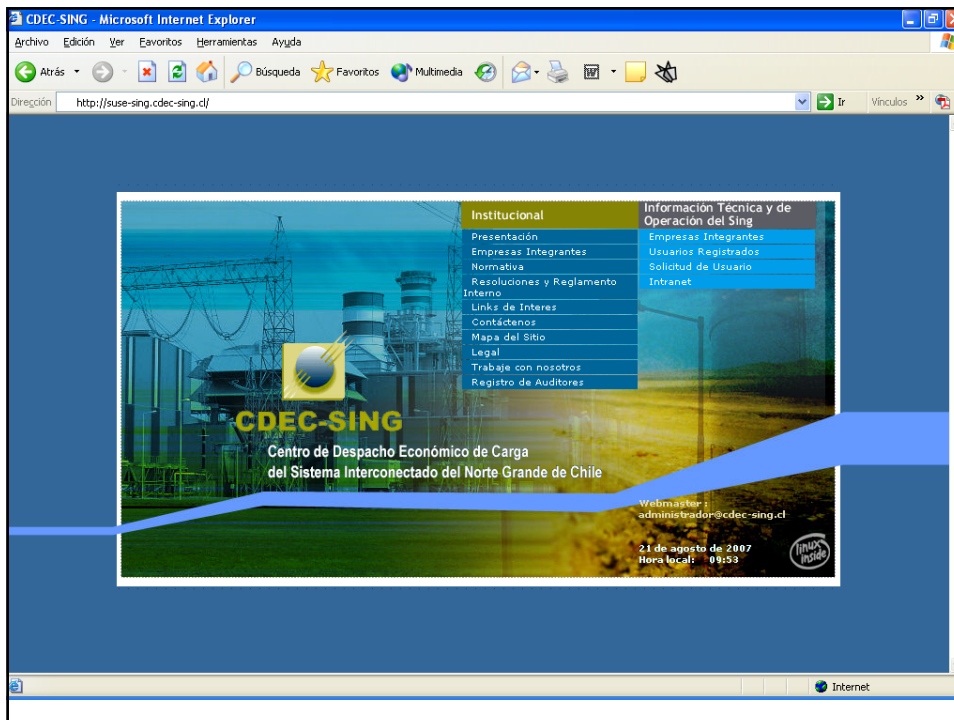 CDEC-SING - Microsoft Internet Explorer
Archivo Edición Ver Favoritos Herramientas Ayuda
Atrás Búsqueda Favoritos Multimedia
Dirección http://suse-sing.cdec-sing.cl/ Ir Vínculos »
Institucional
Presentación
Empresas Integrantes
Normativa
Resoluciones y Reglamento
Interno
Links de Interes
Contáctenos
Mapa del Sitio
Legal
Trabaje con nosotros
Registro de Auditores
Información Técnica y de
Operación del Sing
Empresas Integrantes
Usuarios Registrados
Solicitud de Usuario
Intranet
CDEC-SING
Centro de Despacho Económico de Carga
del Sistema Interconectado del Norte Grande de Chile
Webmaster :
administrador@cdec-sing.cl
21 de agosto de 2007
Hora local: 09:53
linux
inside
Internet